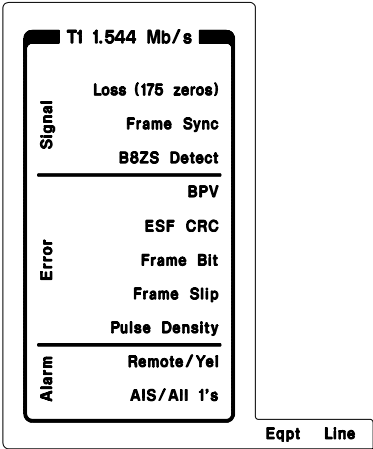 T1 1.544 Mb/s
Signal
Loss (175 zeros)
Frame Sync
B8ZS Detect
Error
BPV
ESF CRC
Frame Bit
Frame Slip
Pulse Density
Alarm
Remote/Yel
AIS/All 1's
Eqpt Line